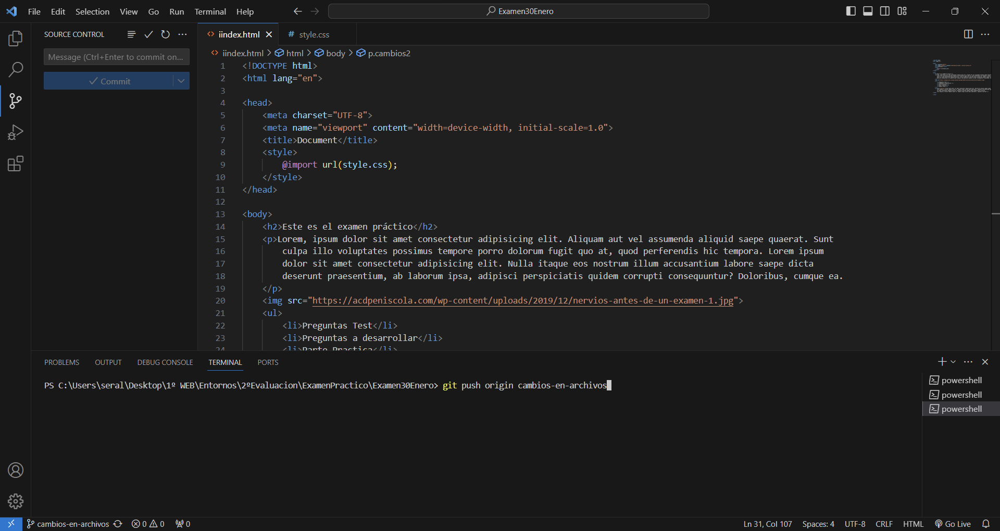 File Edit Selection View Go Run Terminal Help
Examen30Enero
SOURCE CONTROL
Message (Ctrl+Enter to commit on...
Commit
iindex.html
# style.css
iindex.html > html > body > p.cambios2
1 <!DOCTYPE html>
2 <html lang="en">
3
4 <head>
5 <meta charset="UTF-8">
6 <meta name="viewport" content="width=device-width, initial-scale=1.0">
7 <title>Document</title>
8 <style>
9 @import url(style.css);
10 </style>
11 </head>
12
13 <body>
14 <h2>Este es el examen práctico</h2>
15 <p>Lorem, ipsum dolor sit amet consectetur adipisicing elit. Aliquam aut vel assumenda aliquid saepe quaerat. Sunt
16 culpa illo voluptates possimus tempore porro dolorum fugit quo at, quod perferendis hic tempora. Lorem ipsum
17 dolor sit amet consectetur adipisicing elit. Nulla itaque eos nostrum illum accusantium labore saepe dicta
18 deserunt praesentium, ab laborum ipsa, adipisci perspiciatis quidem corrupti consequuntur? Doloribus, cumque ea.
19 </p>
20 <img src="https://acdpeniscola.com/wp-content/uploads/2019/12/nervios-antes-de-un-examen-1.jpg">
21 <ul>
22 <li>Preguntas Test</li>
23 <li>Preguntas a desarrollar</li>
24 <li>Parte Practica</li>
PROBLEMS OUTPUT DEBUG CONSOLE TERMINAL PORTS
PS C:\Users\seral\Desktop\1º WEB\Entornos\2ºEvaluacion\ExamenPractico\Examen30Enero> git push origin cambios-en-archivos
powershell
powershell
powershell
cambios-en-archivos 0 0 0 Ln 31, Col 107 Spaces: 4 UTF-8 CRLF HTML Go Live